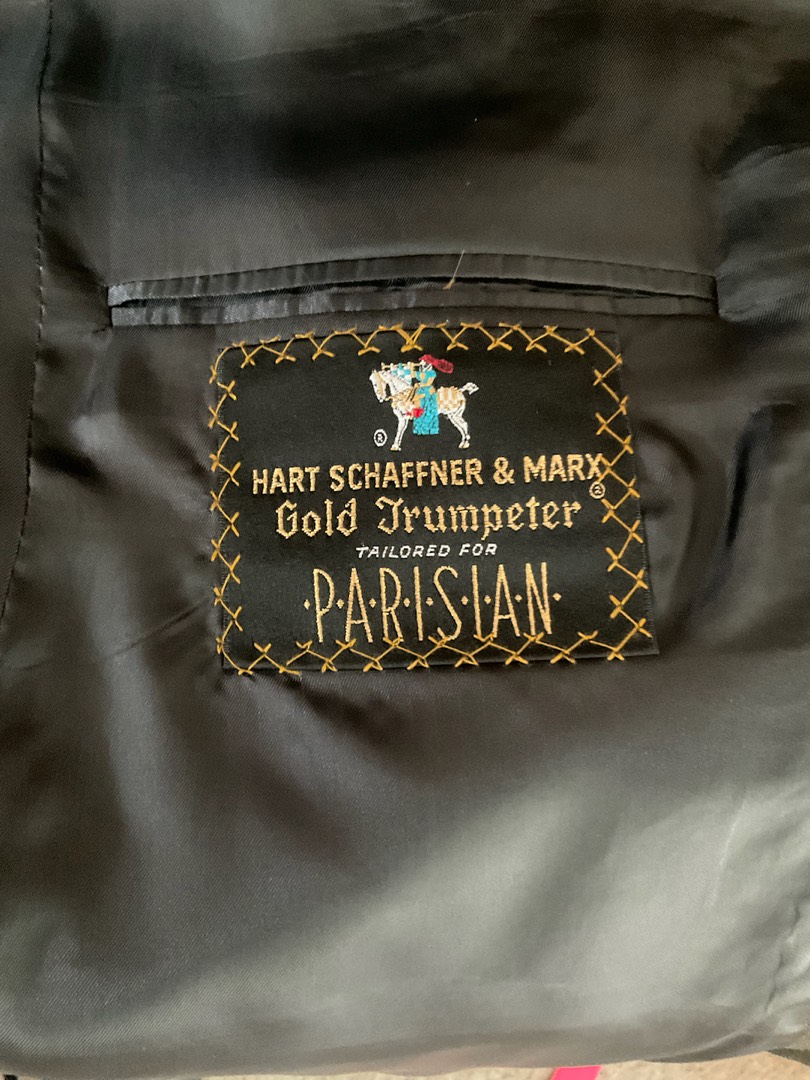 ®
HART SCHAFFNER & MARX
®
Gold Trumpeter
TAILORED FOR
·P·A·R·I·S·I·A·N·